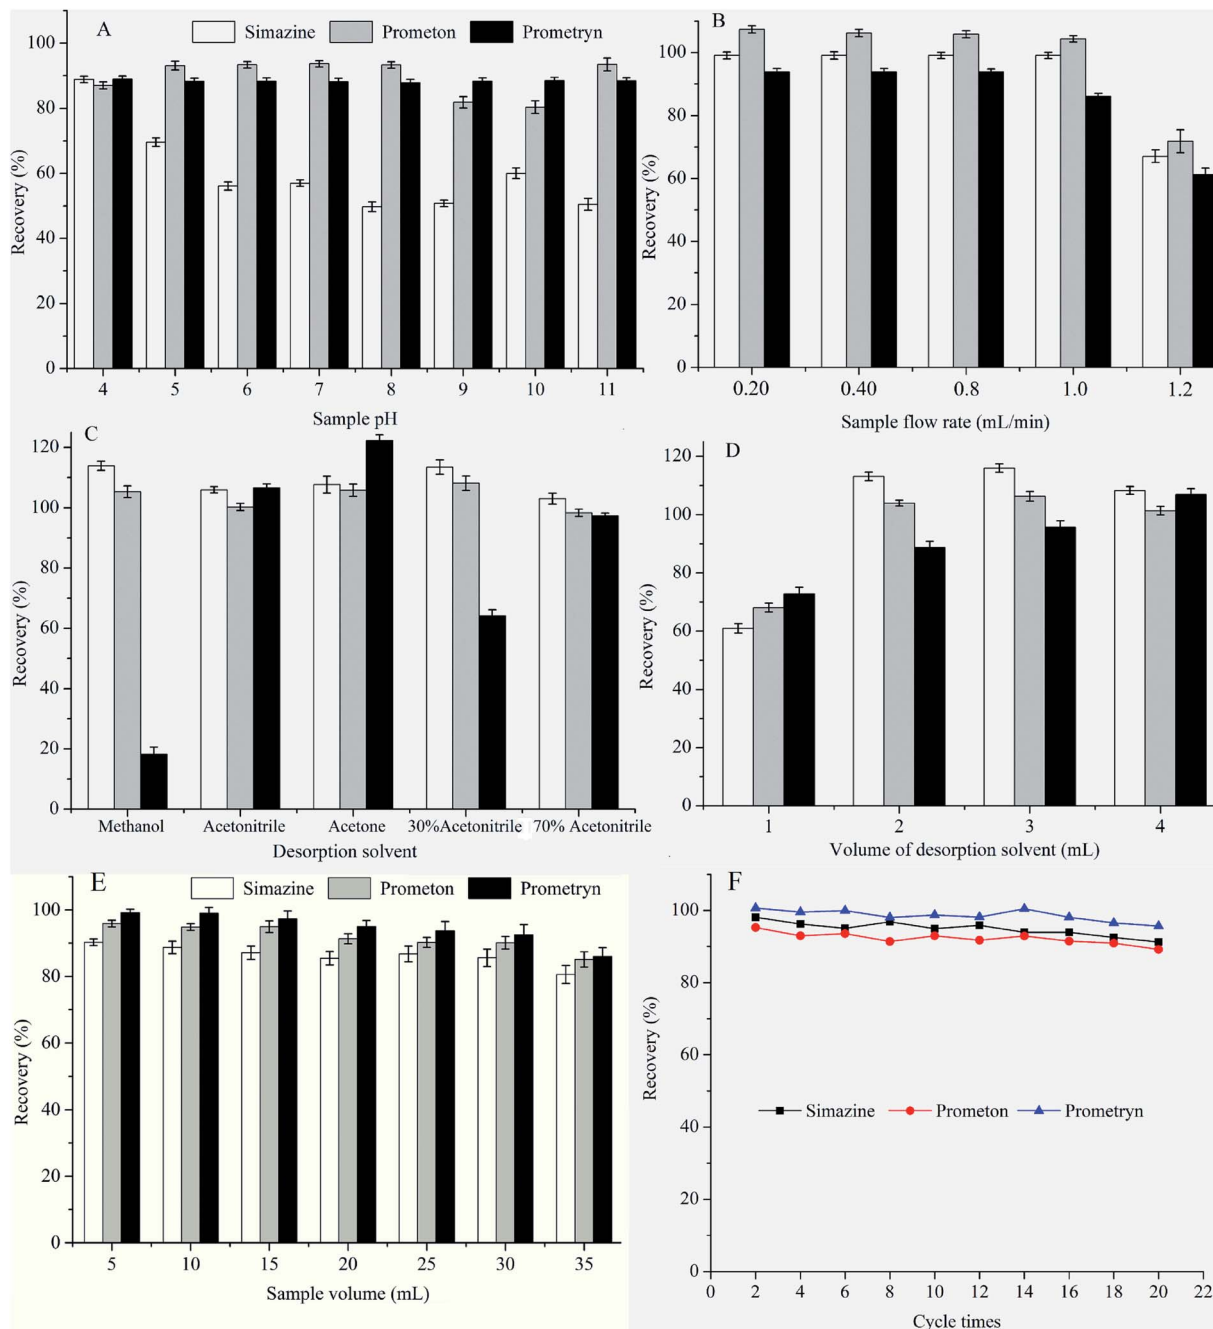 A
Simazine Prometon Prometryn
100
80
60
40
20
0
Recovery (%)
4 5 6 7 8 9 10 11
Sample pH
B
100
80
60
40
20
0
Recovery (%)
0.20 0.40 0.8 1.0 1.2
Sample flow rate (mL/min)
C
120
100
80
60
40
20
0
Recovery (%)
Methanol Acetonitrile Acetone 30%Acetonitrile 70% Acetonitrile
Desorption solvent
D
120
100
80
60
40
20
0
Recovery (%)
1 2 3 4
Volume of desorption solvent (mL)
E
Simazine Prometon Prometryn
100
80
60
40
20
0
Recovery (%)
5 10 15 20 25 30 35
Sample volume (mL)
F
100
80
60
40
20
0
Recovery (%)
Simazine Prometon Prometryn
0 2 4 6 8 10 12 14 16 18 20 22
Cycle times